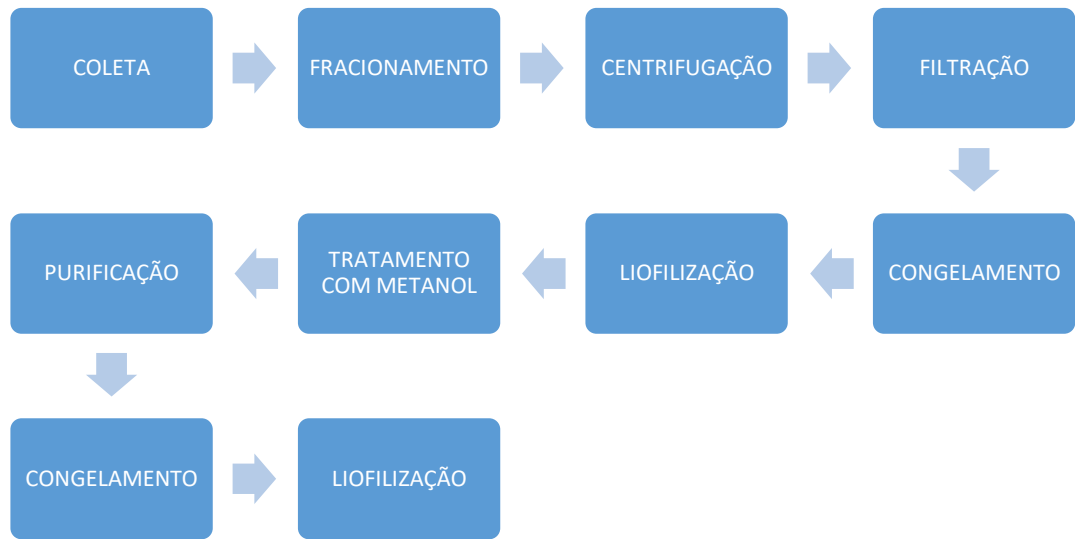 COLETA
FRACIONAMENTO
CENTRIFUGAÇÃO
FILTRAÇÃO
CONGELAMENTO
LIOFILIZAÇÃO
TRATAMENTO
COM METANOL
PURIFICAÇÃO
CONGELAMENTO
LIOFILIZAÇÃO